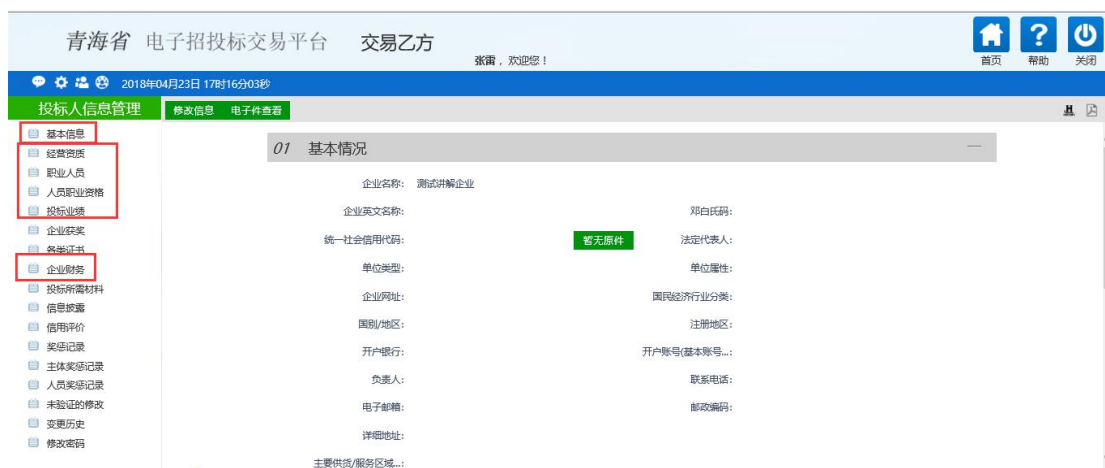 青海省 电子招投标交易平台 交易乙方
张雷，欢迎您！
首页 帮助 关闭
2018年04月23日 17时16分03秒
投标人信息管理
修改信息 电子件查看
基本信息
经营资质
职业人员
人员职业资格
投标业绩
企业获奖
各类证书
企业财务
投标所需材料
信息披露
信用评价
奖惩记录
主体奖惩记录
人员奖惩记录
未验证的修改
变更历史
修改密码
01 基本情况
企业名称: 测试讲解企业
企业英文名称: 邓白氏码:
统一社会信用代码: 暂无原件 法定代表人:
单位类型: 单位属性:
企业网址: 国民经济行业分类:
国别/地区: 注册地区:
开户银行: 开户账号(基本账号...:
负责人: 联系电话:
电子邮箱: 邮政编码:
详细地址:
主要供货/服务区域...: